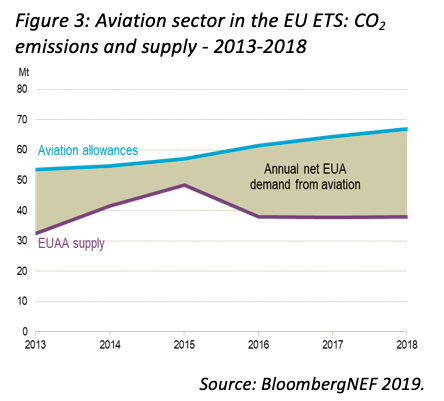 Figure 3: Aviation sector in the EU ETS: CO₂
emissions and supply - 2013-2018
Mt
80
70
60
50
40
30
20
10
0
Aviation allowances
Annual net EUA
demand from aviation
EUAA supply
2013 2014 2015 2016 2017 2018
Source: BloombergNEF 2019.